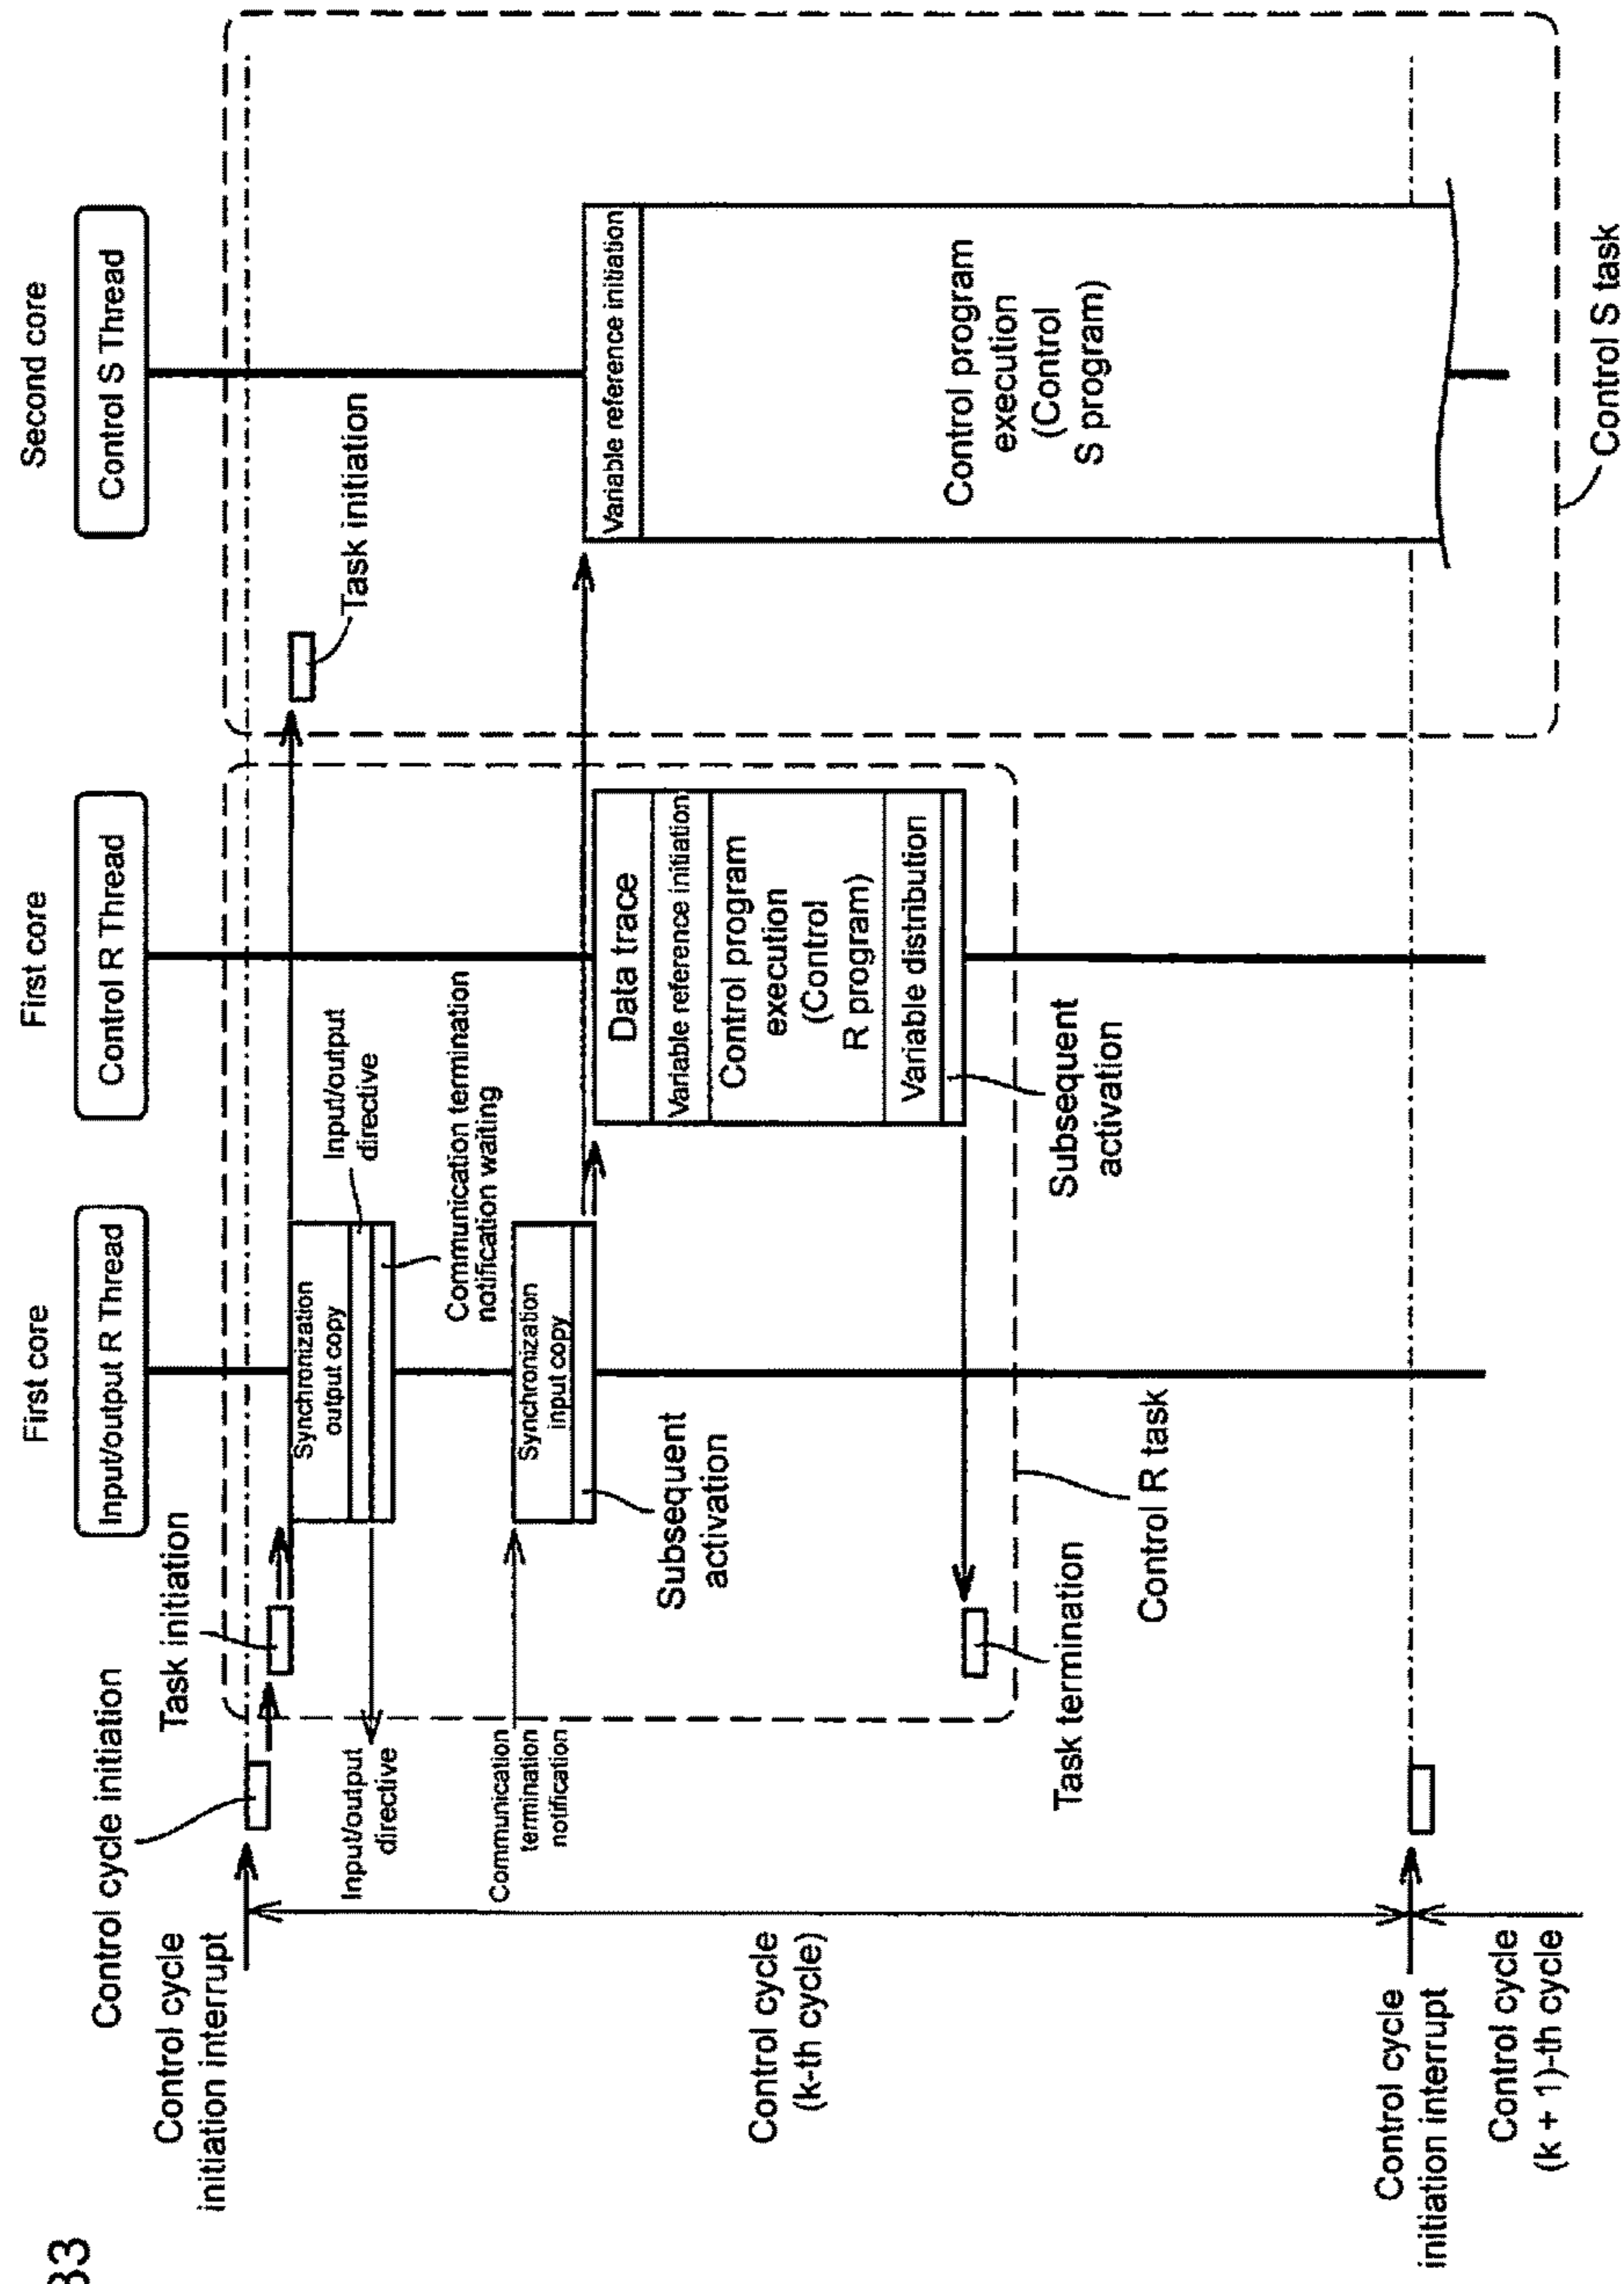 33
First core
First core
Second core
Input/output R Thread
Control R Thread
Control S Thread
Control cycle
initiation interrupt
Control cycle initiation
Task initiation
Task initiation
Synchronization
output copy
Input/output
directive
Input/output
directive
Communication termination
notification waiting
Communication
termination
notification
Synchronization
input copy
Subsequent
activation
Data trace
Variable reference initiation
Control program
execution
(Control
R program)
Variable distribution
Subsequent
activation
Variable reference initiation
Control program
execution
(Control
S program)
Control cycle
(k-th cycle)
Task termination
Control R task
Control S task
Control cycle
initiation interrupt
Control cycle
(k + 1)-th cycle